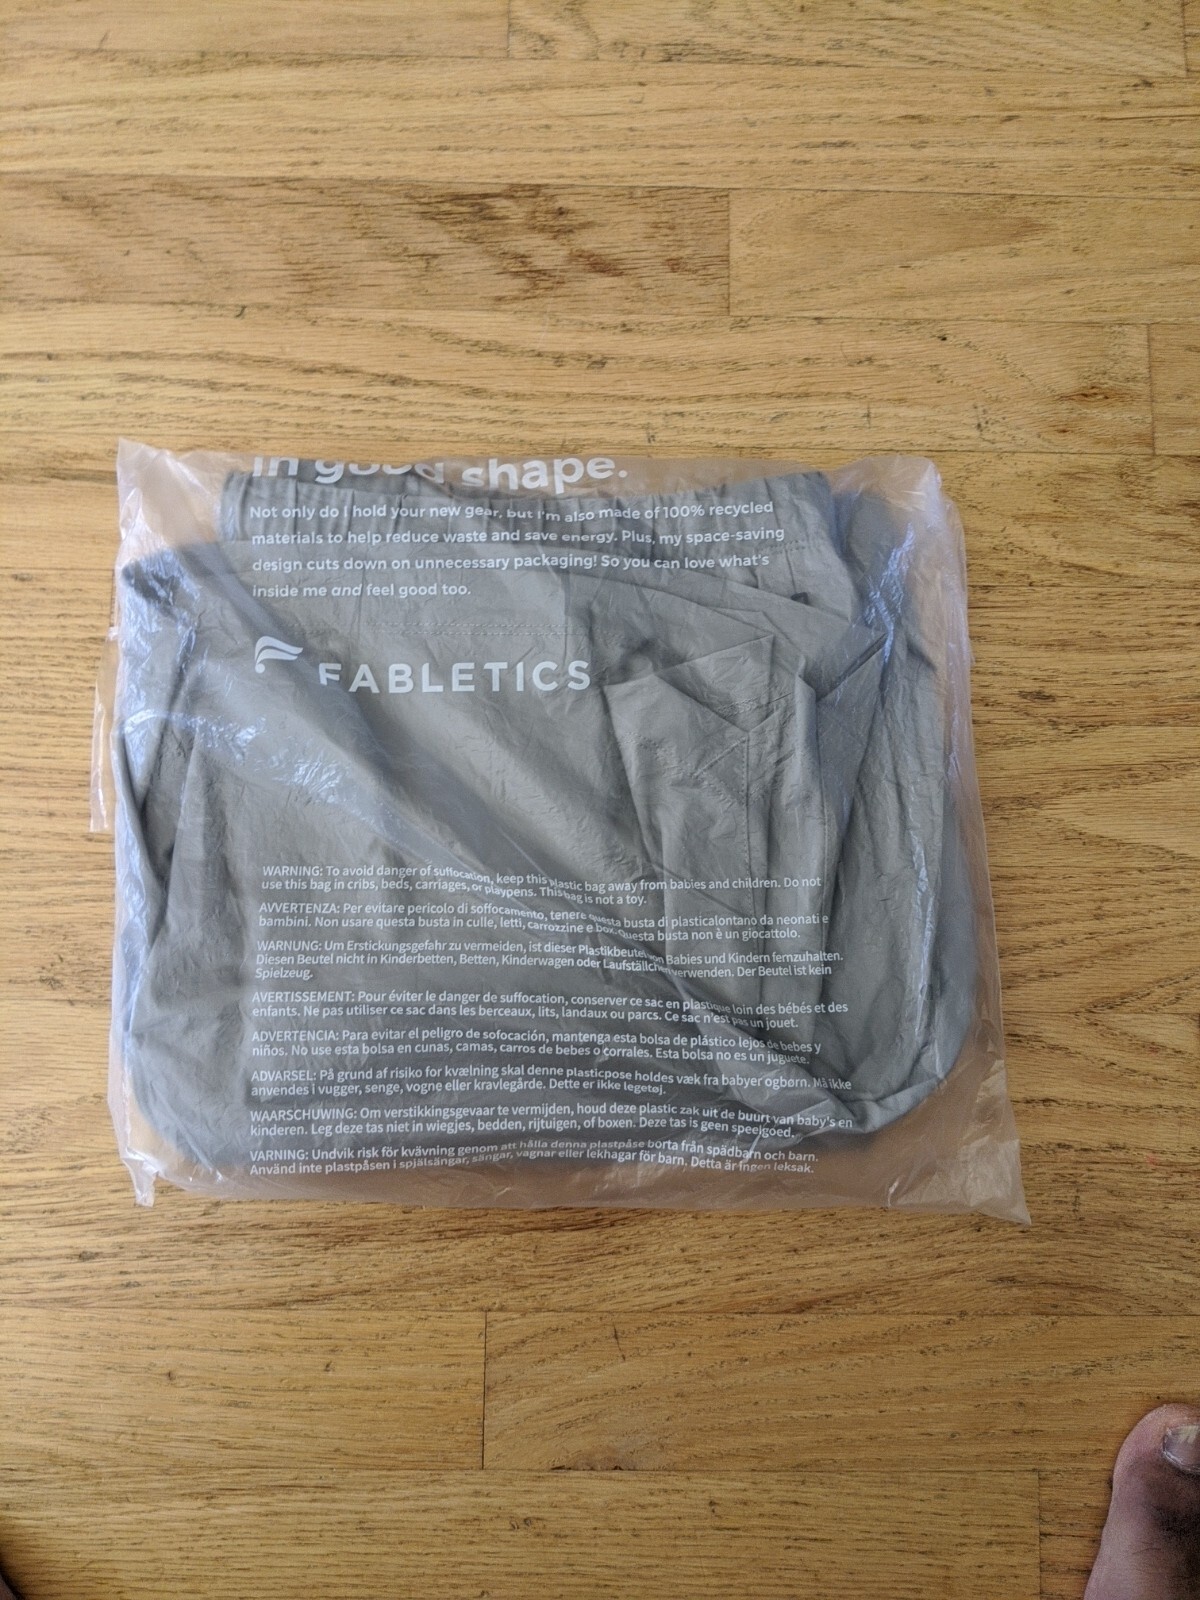 in good shape.
Not only do I hold your new gear, but I'm also made of 100% recycled
materials to help reduce waste and save energy. Plus, my space-saving
design cuts down on unnecessary packaging! So you can love what's
inside me and feel good too.
FABLETICS
WARNING: To avoid danger of suffocation, keep this plastic bag away from babies and children. Do not
use this bag in cribs, beds, carriages, or playpens. This bag is not a toy.
AVVERTENZA: Per evitare pericolo di soffocamento, tenere questa busta di plasticalontano da neonati e
bambini. Non usare questa busta in culle, letti, carrozzine e box. Questa busta non è un giocattolo.
WARNUNG: Um Erstickungsgefahr zu vermeiden, ist dieser Plastikbeutel von Babies und Kindern fernzuhalten.
Diesen Beutel nicht in Kinderbetten, Betten, Kinderwagen oder Laufställchen verwenden. Der Beutel ist kein
Spielzeug.
AVERTISSEMENT: Pour éviter le danger de suffocation, conserver ce sac en plastique loin des bébés et des
enfants. Ne pas utiliser ce sac dans les berceaux, lits, landaux ou parcs. Ce sac n'est pas un jouet.
ADVERTENCIA: Para evitar el peligro de sofocación, mantenga esta bolsa de plástico lejos de bebes y
niños. No use esta bolsa en cunas, camas, carros de bebes o corrales. Esta bolsa no es un juguete.
ADVARSEL: På grund af risiko for kvælning skal denne plasticpose holdes væk fra babyer ogbørn. Må ikke
anvendes i vugger, senge, vogne eller kravlegårde. Dette er ikke legetøj.
WAARSCHUWING: Om verstikkingsgevaar te vermijden, houd deze plastic zak uit de buurt van baby's en
kinderen. Leg deze tas niet in wiegjes, bedden, rijtuigen, of boxen. Deze tas is geen speelgoed.
VARNING: Undvik risk för kvävning genom att hålla denna plastpåse borta från spädbarn och barn.
Använd inte plastpåsen i spjälsängar, sängar, vagnar eller lekhagar för barn. Detta är ingen leksak.